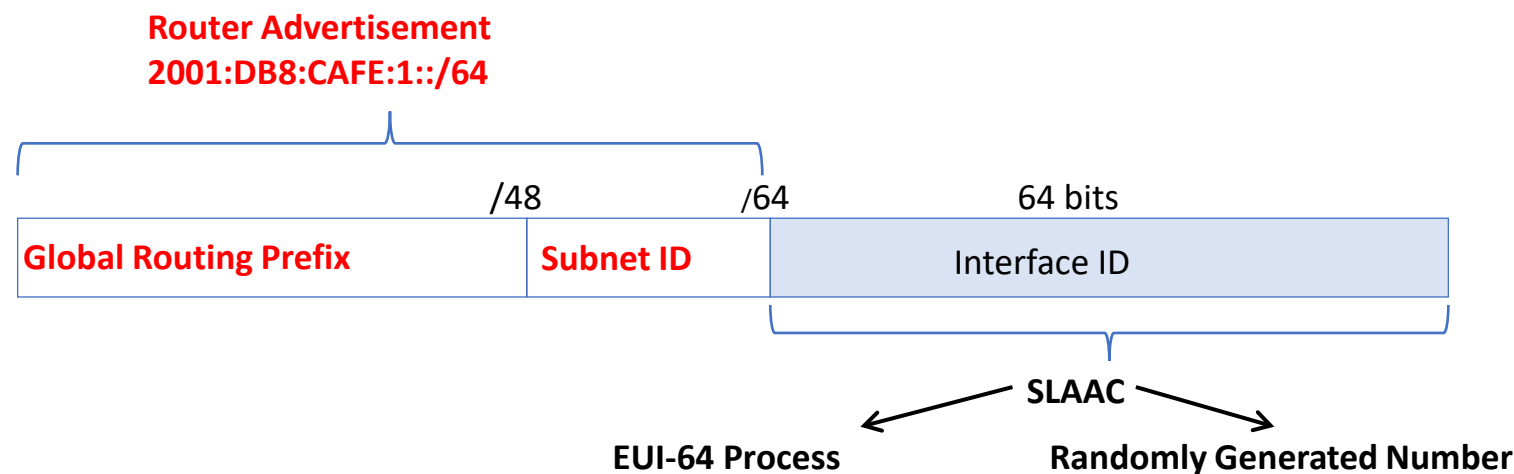 Router Advertisement
2001:DB8:CAFE:1::/64
/48 /64 64 bits
Global Routing Prefix Subnet ID Interface ID
SLAAC
EUI-64 Process Randomly Generated Number